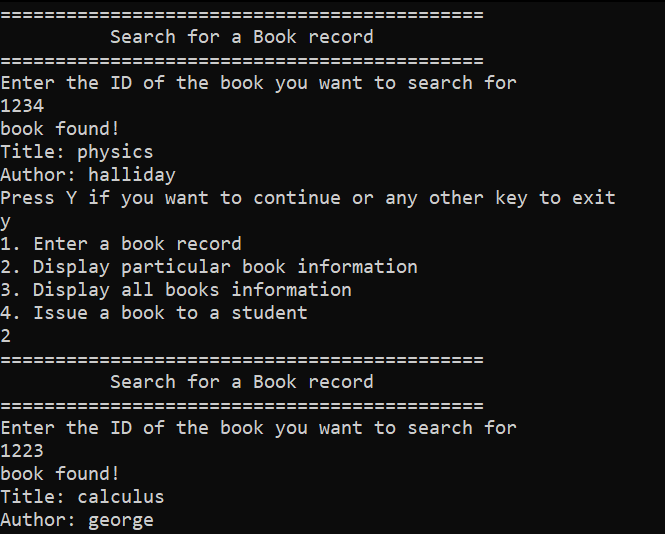 ============================================
Search for a Book record
============================================
Enter the ID of the book you want to search for
1234
book found!
Title: physics
Author: halliday
Press Y if you want to continue or any other key to exit
y
1. Enter a book record
2. Display particular book information
3. Display all books information
4. Issue a book to a student
2
============================================
Search for a Book record
============================================
Enter the ID of the book you want to search for
1223
book found!
Title: calculus
Author: george